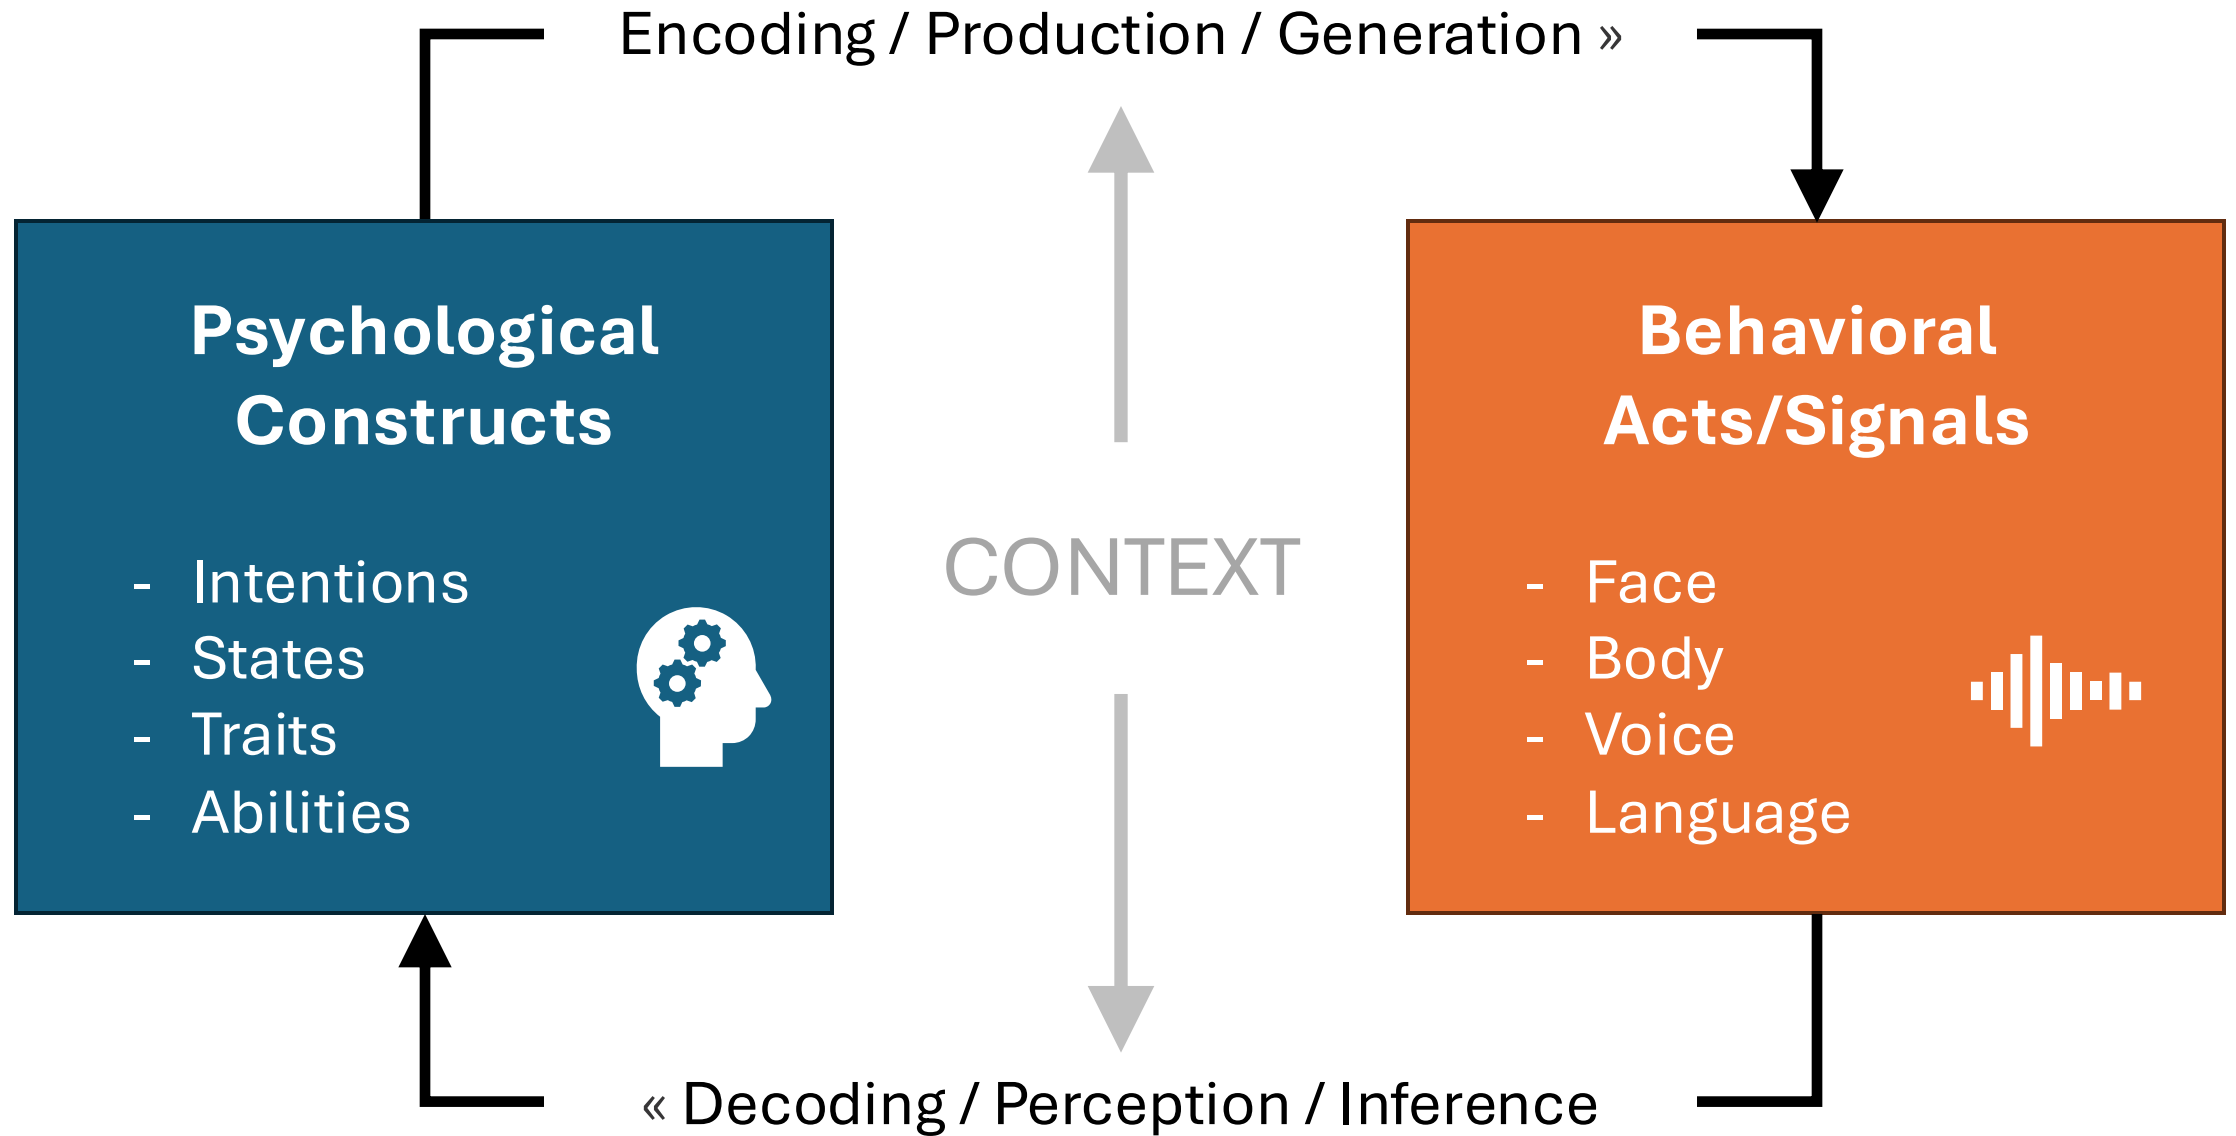 Encoding / Production / Generation »
Psychological
Constructs
- Intentions
- States
- Traits
- Abilities
CONTEXT
Behavioral
Acts/Signals
- Face
- Body
- Voice
- Language
« Decoding / Perception / Inference